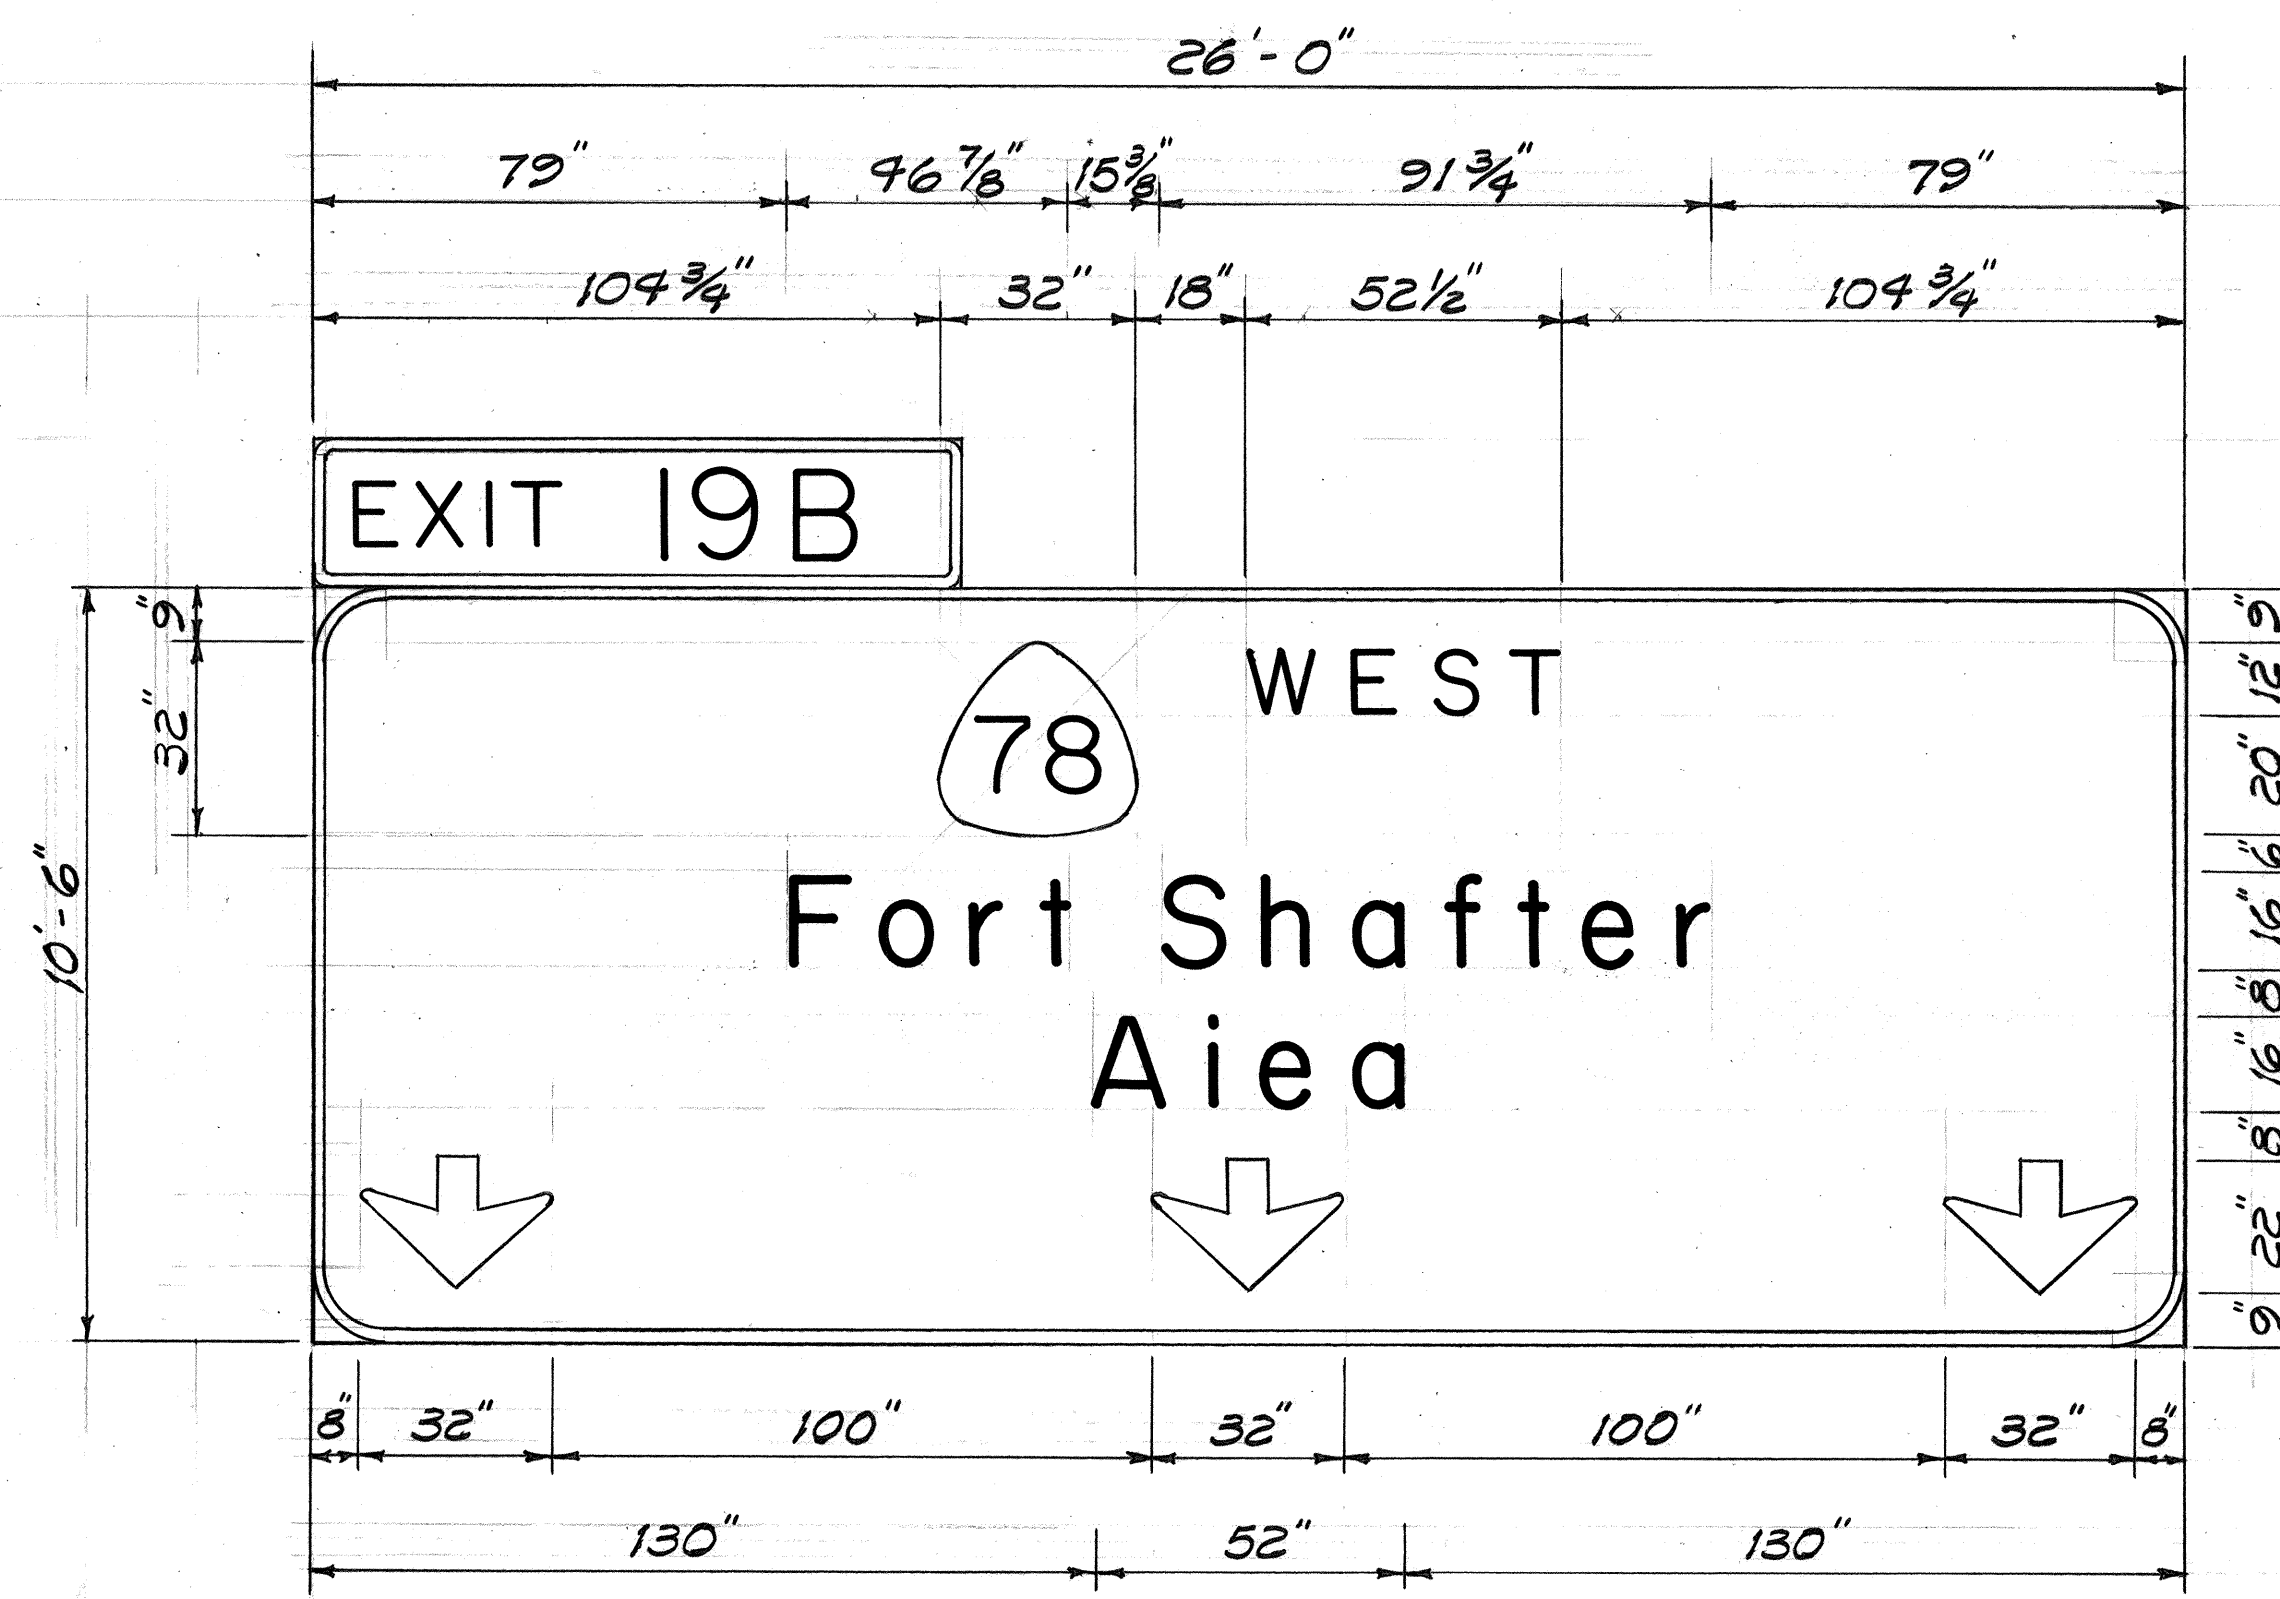 26'-0"
79" 46 7/8" 15 3/8" 91 3/4" 79"
104 3/4" 32" 18" 52 1/2" 104 3/4"
EXIT 19B
9"
32"
10'-6"
WEST
78
Fort Shafter
Aiea
9"
12"
20"
6"
16"
8"
16"
8"
22"
9"
8" 32" 100" 32" 100" 32" 8"
130" 52" 130"